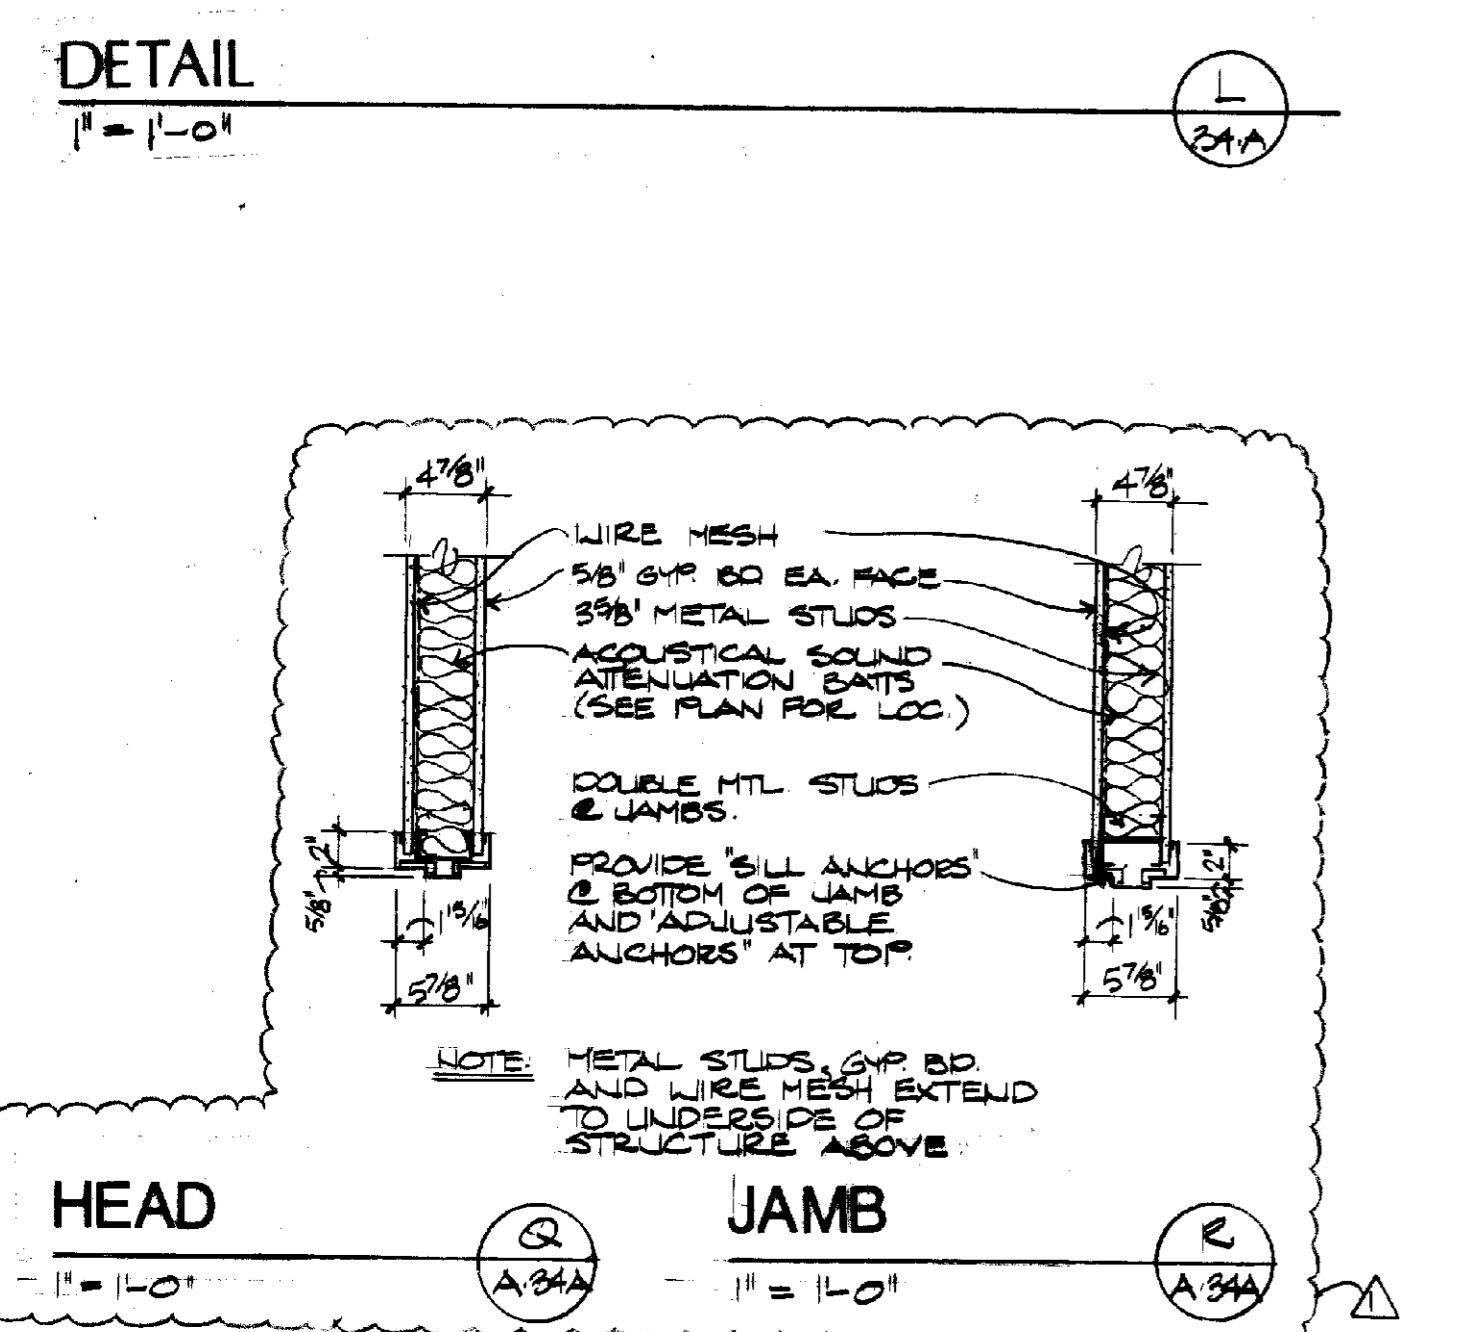 DETAIL
1" = 1'-0"
L
34.A
4 7/8"
4 7/8"
WIRE MESH
5/8" GYP. BD. EA. FACE
3 5/8" METAL STUDS
ACOUSTICAL SOUND
ATTENUATION BATTS
(SEE PLAN FOR LOC.)
DOUBLE MTL. STUDS
@ JAMBS.
PROVIDE "SILL ANCHORS"
@ BOTTOM OF JAMB
AND "ADJUSTABLE
ANCHORS" AT TOP.
2"
5/8"
1 15/16"
5 7/8"
2"
1 15/16"
5 7/8"
NOTE: METAL STUDS, GYP. BD.
AND WIRE MESH EXTEND
TO UNDERSIDE OF
STRUCTURE ABOVE
HEAD
1" = 1'-0"
Q
A.34A
JAMB
1" = 1'-0"
R
A.34A
1